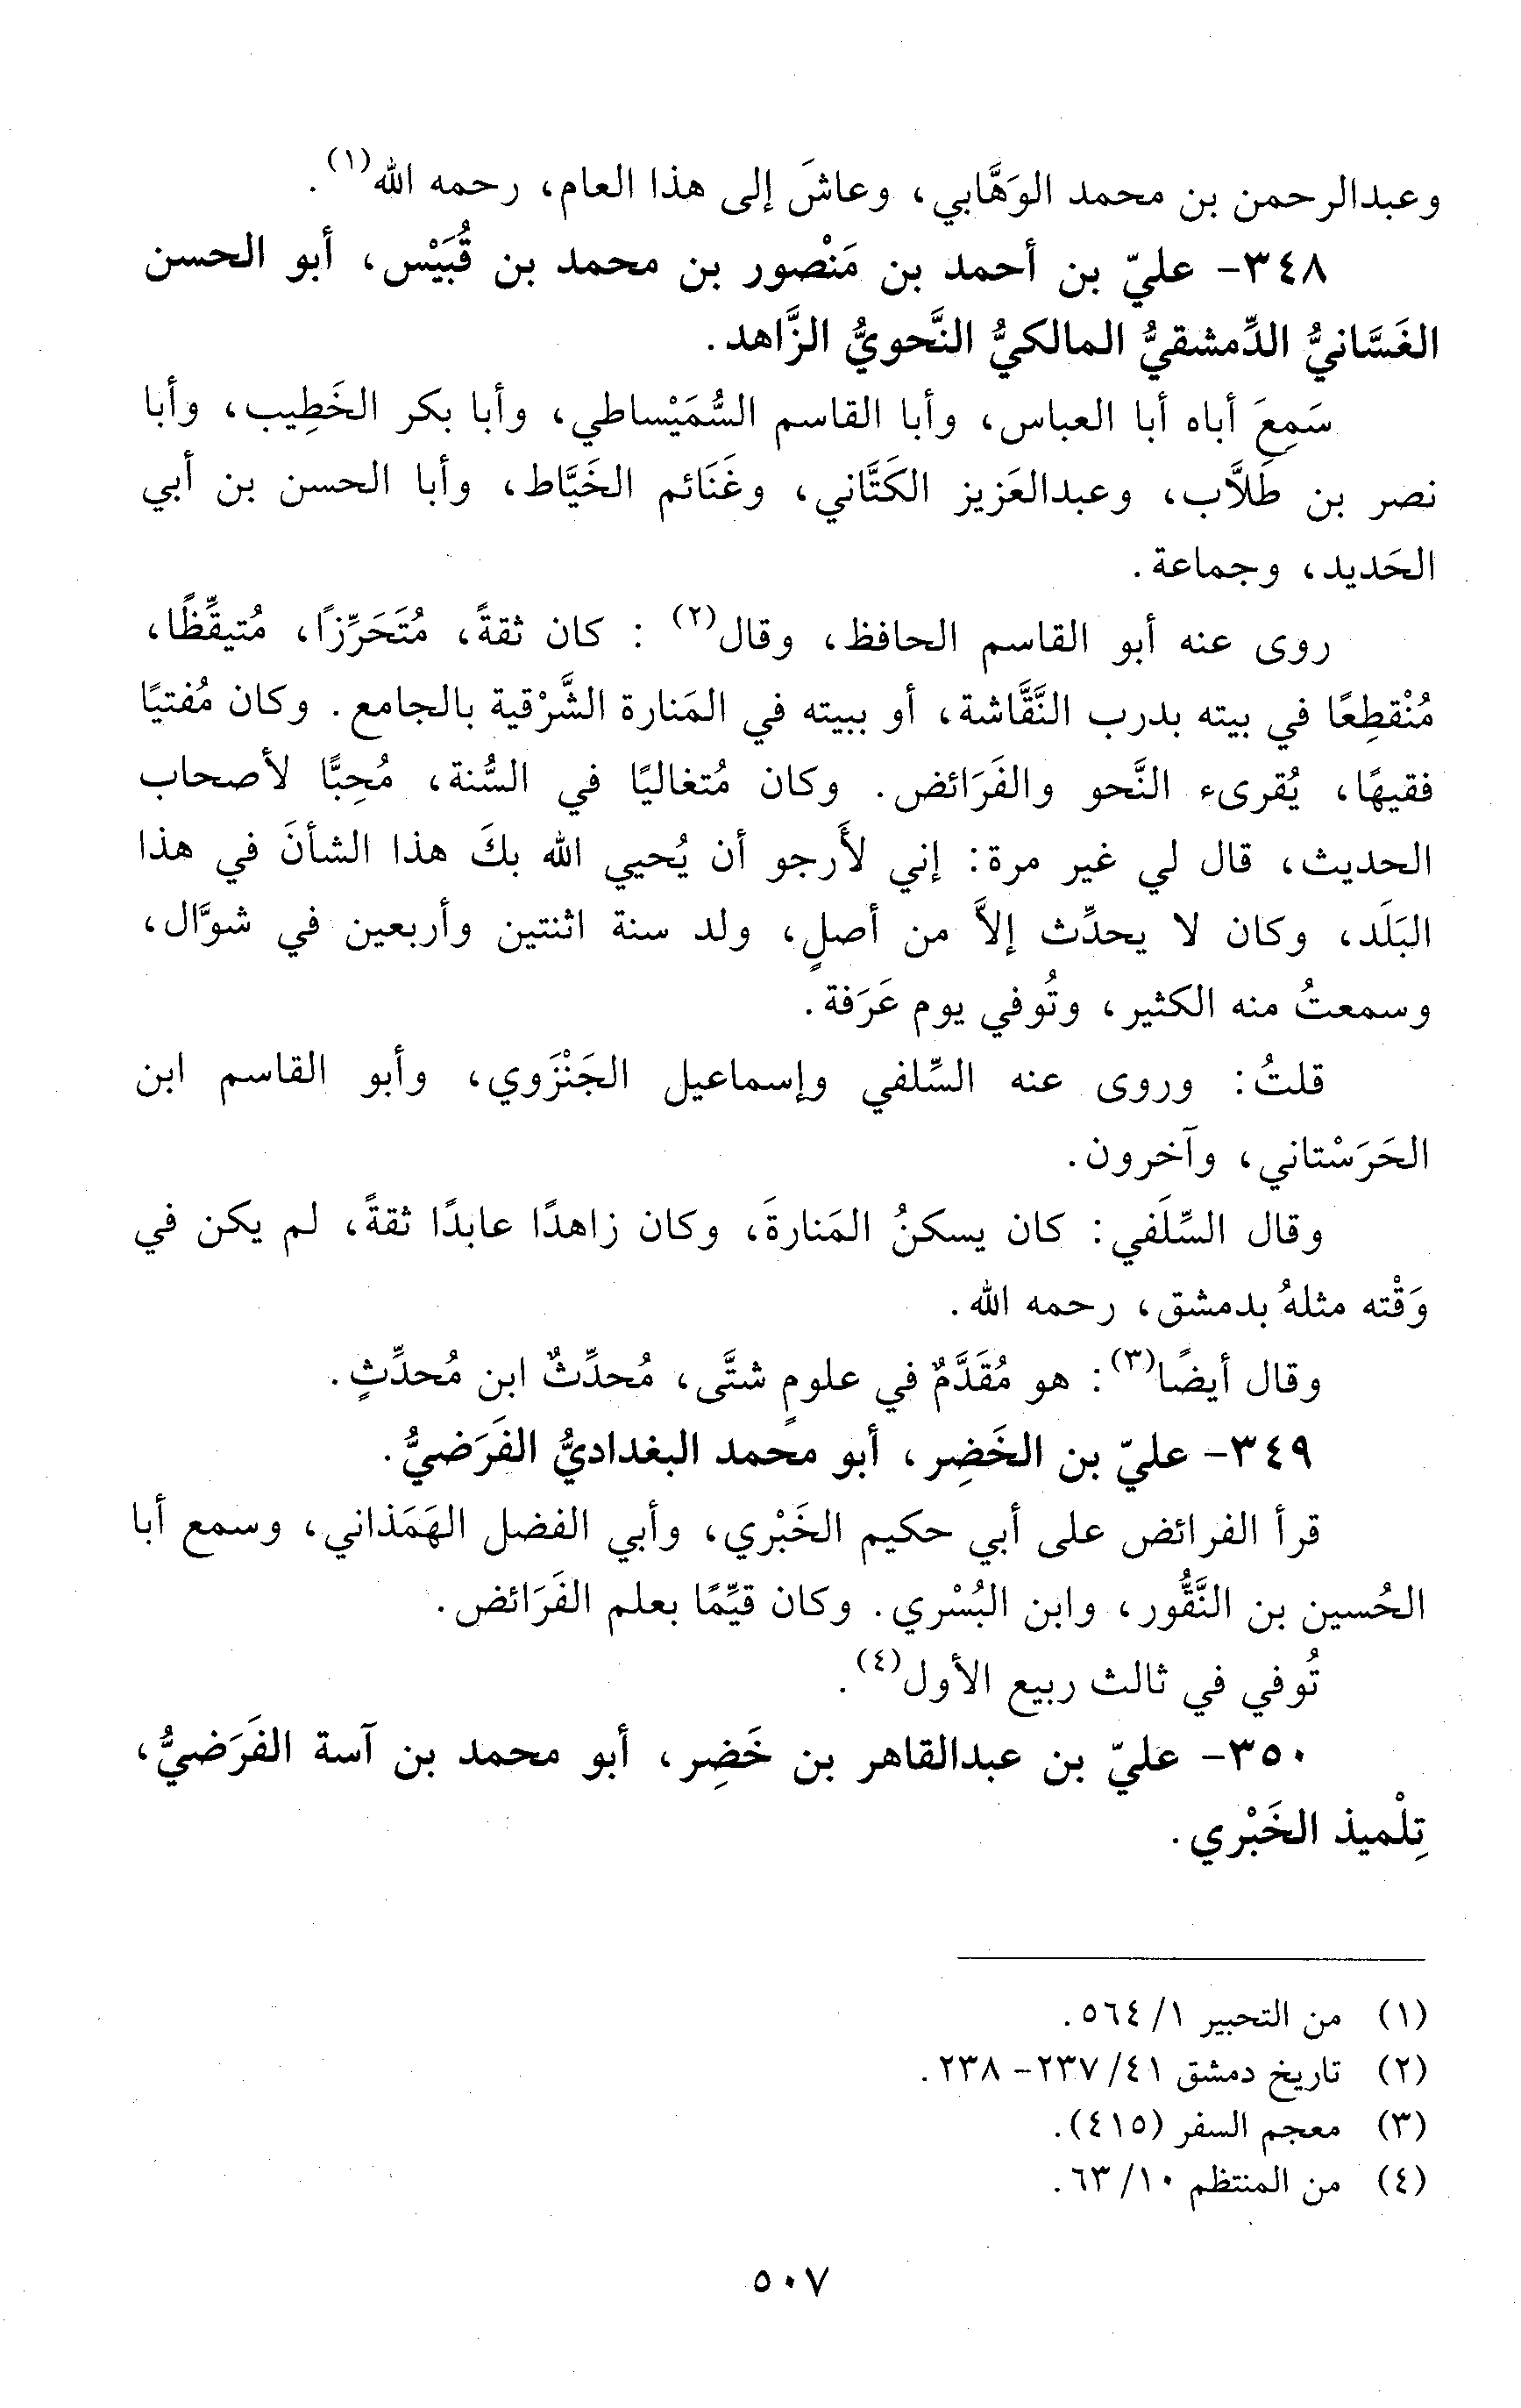 وعبدالرحمن بن محمد الوَهَّابي، وعاشَ إلى هذا العام، رحمه الله(١).
٣٤٨- عليّ بن أحمد بن مَنْصور بن محمد بن قُبَيْس، أبو الحسن
الغَسَّانيُّ الدِّمشقيُّ المالكيُّ النَّحويُّ الزَّاهد.
سَمِعَ أباه أبا العباس، وأبا القاسم السُّمَيْساطي، وأبا بكر الخَطِيب، وأبا
نصر بن طَلاَّب، وعبدالعَزيز الكَتَّاني، وغَنَائم الخَيَّاط، وأبا الحسن بن أبي
الحَديد، وجماعة.
روى عنه أبو القاسم الحافظ، وقال(٢) : كان ثقةً، مُتَحَرِّزًا، مُتيقِّظًا،
مُنْقطِعًا في بيته بدرب النَّقَّاشة، أو ببيته في المَنارة الشَّرْقية بالجامع. وكان مُفتيًا
فقيهًا، يُقرىء النَّحو والفَرَائض. وكان مُتغاليًا في السُّنة، مُحِبًّا لأصحاب
الحديث، قال لي غير مرة: إني لأَرجو أن يُحيي الله بكَ هذا الشأنَ في هذا
البَلَد، وكان لا يحدِّث إلاَّ من أصلٍ، ولد سنة اثنتين وأربعين في شوَّال،
وسمعتُ منه الكثير، وتُوفي يوم عَرَفة.
قلتُ: وروى عنه السِّلفي وإسماعيل الجَنْزَوي، وأبو القاسم ابن
الحَرَسْتاني، وآخرون.
وقال السِّلَفي: كان يسكنُ المَنارةَ، وكان زاهدًا عابدًا ثقةً، لم يكن في
وَقْته مثلهُ بدمشق، رحمه الله.
وقال أيضًا(٣): هو مُقَدَّمٌ في علومٍ شتَّى، مُحدِّثٌ ابن مُحدِّثٍ.
٣٤٩- عليّ بن الخَضِر، أبو محمد البغداديُّ الفَرَضيُّ.
قرأ الفرائض على أبي حكيم الخَبْري، وأبي الفضل الهَمَذاني، وسمع أبا
الحُسين بن النَّقُّور، وابن البُسْري. وكان قيِّمًا بعلم الفَرَائض.
تُوفي في ثالث ربيع الأول(٤).
٣٥٠- عليّ بن عبدالقاهر بن خَضِر، أبو محمد بن آسة الفَرَضيُّ،
تِلْميذ الخَبْري.
(١) من التحبير ١/ ٥٦٤.
(٢) تاريخ دمشق ٤١/ ٢٣٧- ٢٣٨.
(٣) معجم السفر (٤١٥).
(٤) من المنتظم ١٠/ ٦٣.
٥٠٧